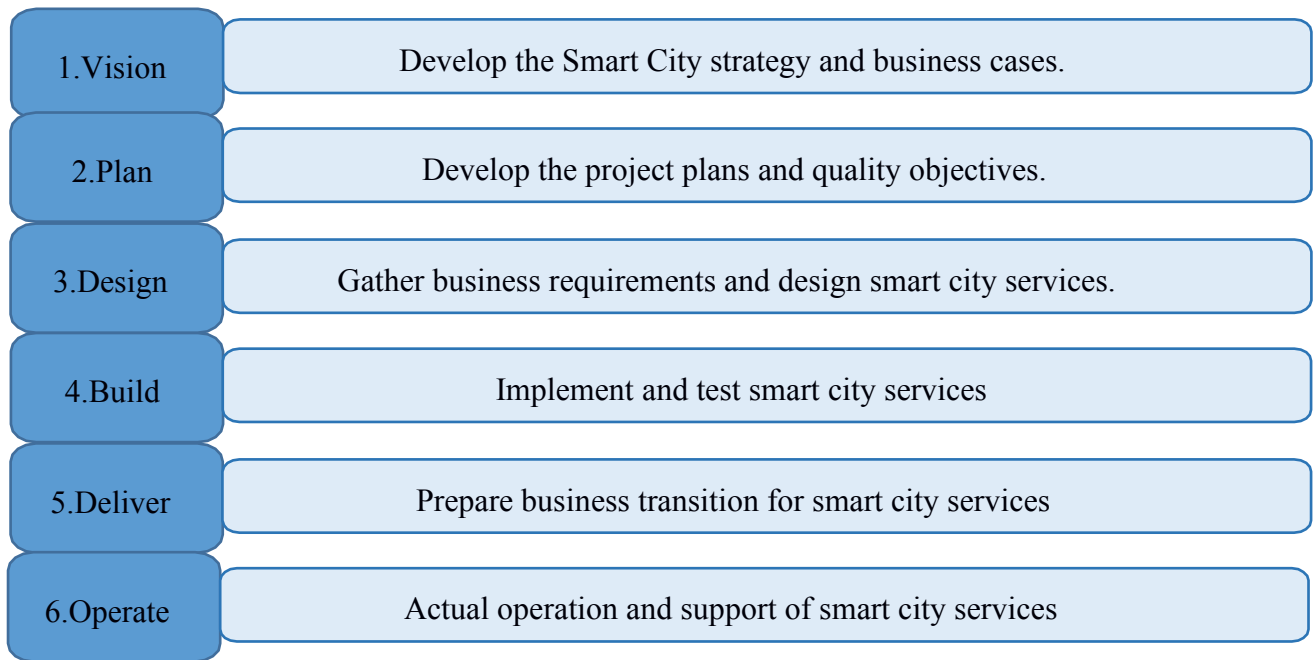 1.Vision
Develop the Smart City strategy and business cases.
2.Plan
Develop the project plans and quality objectives.
3.Design
Gather business requirements and design smart city services.
4.Build
Implement and test smart city services
5.Deliver
Prepare business transition for smart city services
6.Operate
Actual operation and support of smart city services